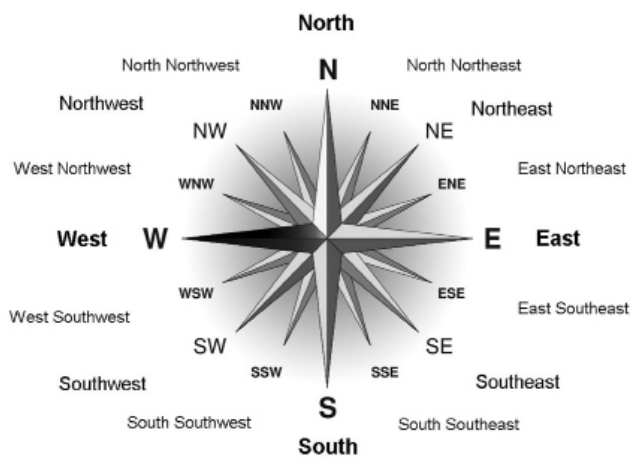 North
North Northwest N North Northeast
Northwest NNW NNE Northeast
NW NE
West Northwest WNW ENE East Northeast
West W E East
WSW ESE
West Southwest East Southeast
SW SE
SSW SSE
Southwest Southeast
South Southwest S South Southeast
South